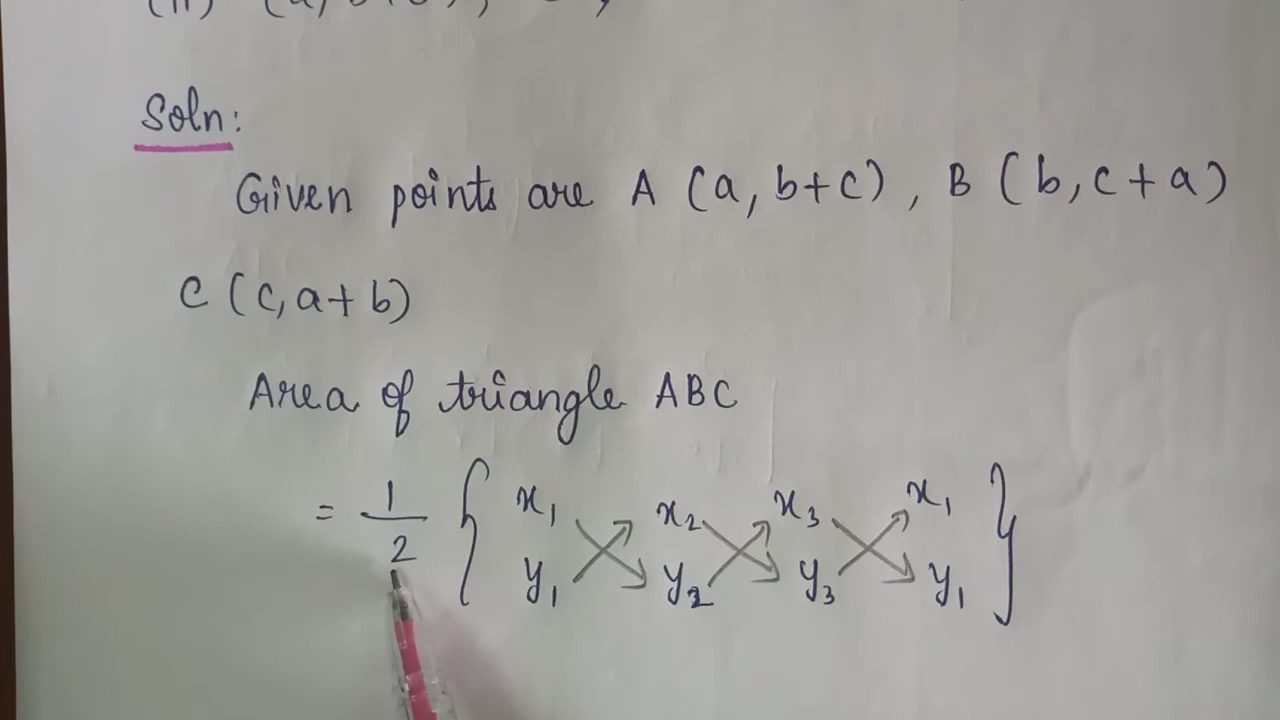 Soln:
Given points are A (a, b+c), B (b, c+a)
C (c, a+b)
Area of triangle ABC
= 1/2 { x₁ x₂ x₃ x₁
y₁ y₂ y₃ y₁ }